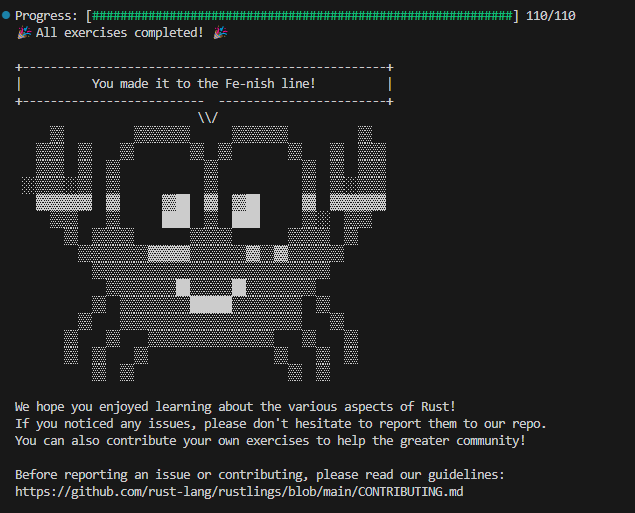 Progress: [############################################################] 110/110
🎉 All exercises completed! 🎉
You made it to the Fe-nish line!
We hope you enjoyed learning about the various aspects of Rust!
If you noticed any issues, please don't hesitate to report them to our repo.
You can also contribute your own exercises to help the greater community!
Before reporting an issue or contributing, please read our guidelines:
https://github.com/rust-lang/rustlings/blob/main/CONTRIBUTING.md